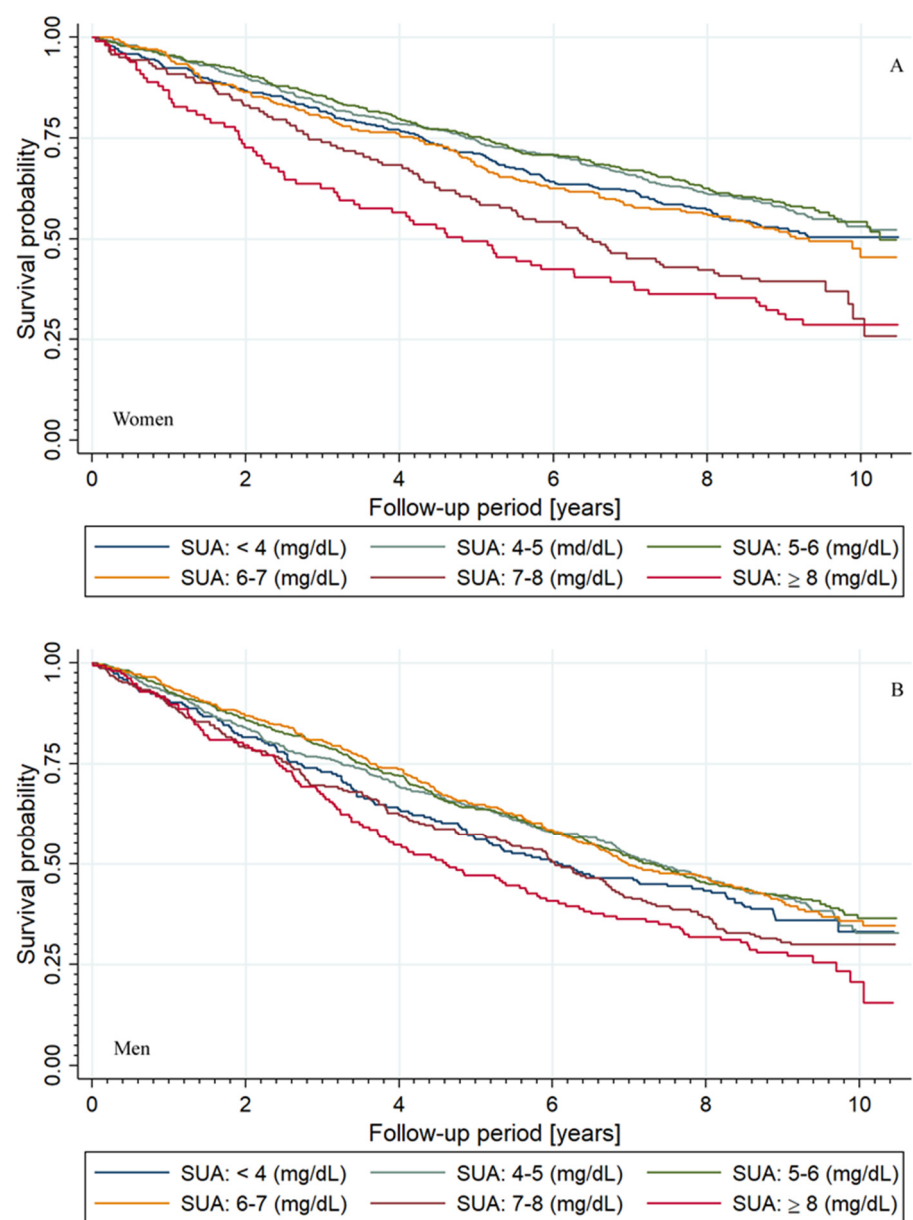 A
1.00
0.75
0.50
0.25
0.00
Survival probability
Women
0 2 4 6 8 10
Follow-up period [years]
SUA: < 4 (mg/dL) SUA: 4-5 (md/dL) SUA: 5-6 (mg/dL)
SUA: 6-7 (mg/dL) SUA: 7-8 (mg/dL) SUA: ≥ 8 (mg/dL)
B
1.00
0.75
0.50
0.25
0.00
Survival probability
Men
0 2 4 6 8 10
Follow-up period [years]
SUA: < 4 (mg/dL) SUA: 4-5 (mg/dL) SUA: 5-6 (mg/dL)
SUA: 6-7 (mg/dL) SUA: 7-8 (mg/dL) SUA: ≥ 8 (mg/dL)